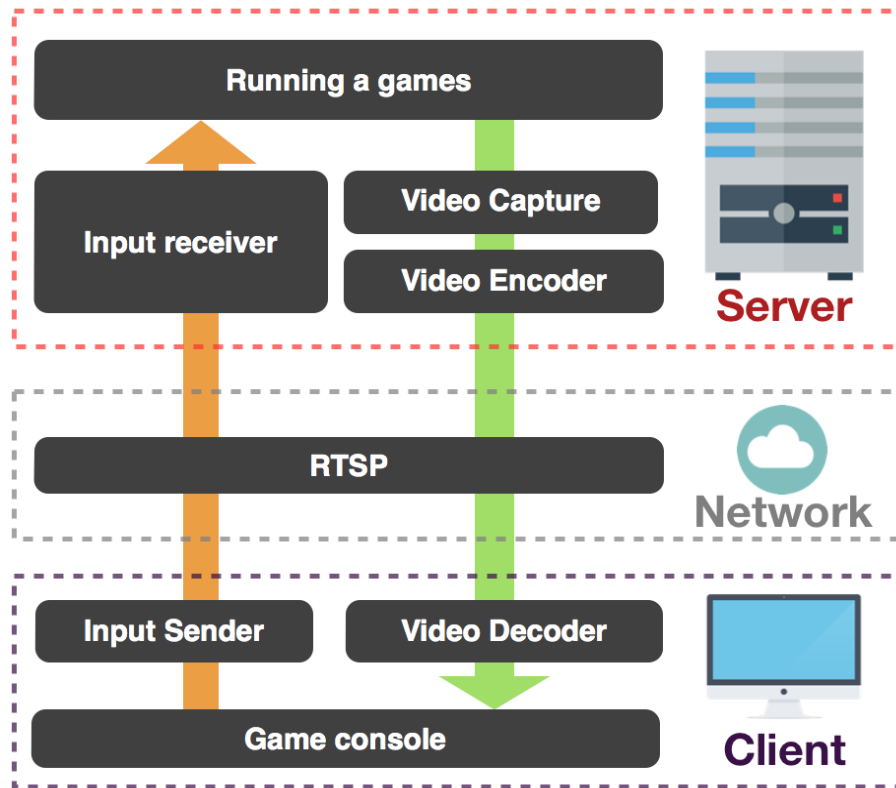 Running a games
Input receiver
Video Capture
Video Encoder
Server
RTSP
Network
Input Sender
Video Decoder
Game console
Client